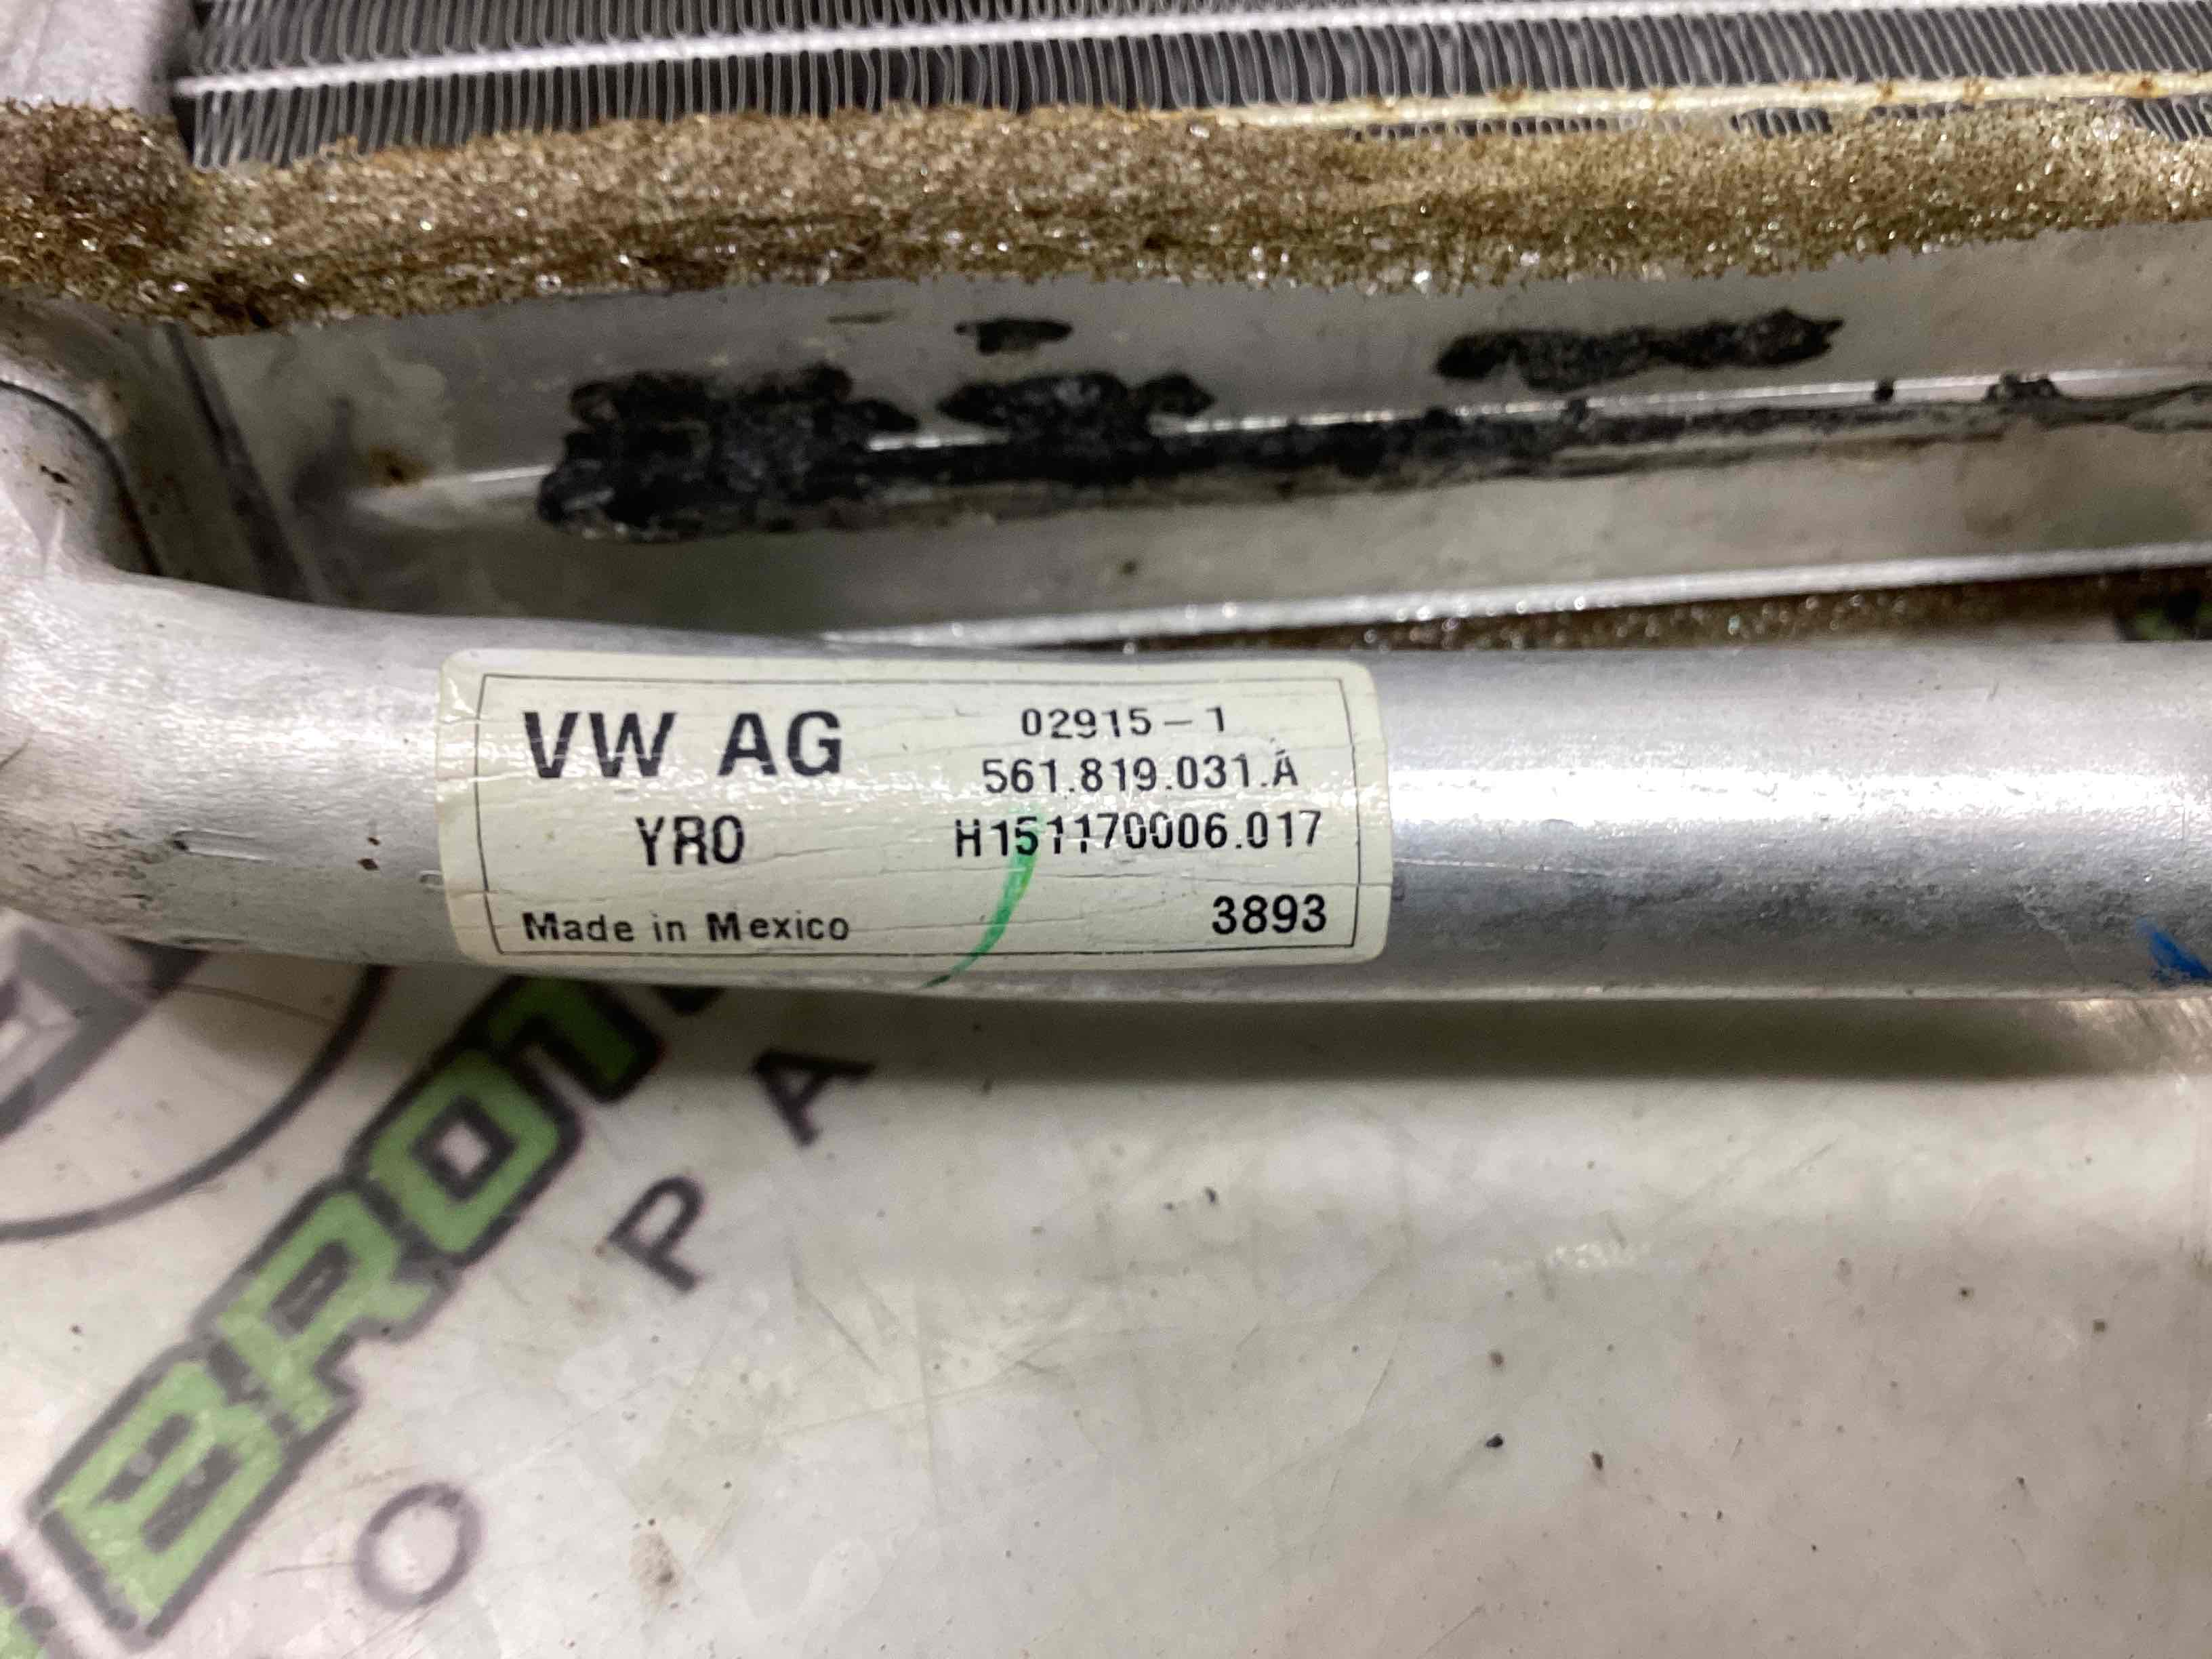 VW AG
02915-1
561.819.031.A
YR0
H151170006.017
Made in Mexico
3893